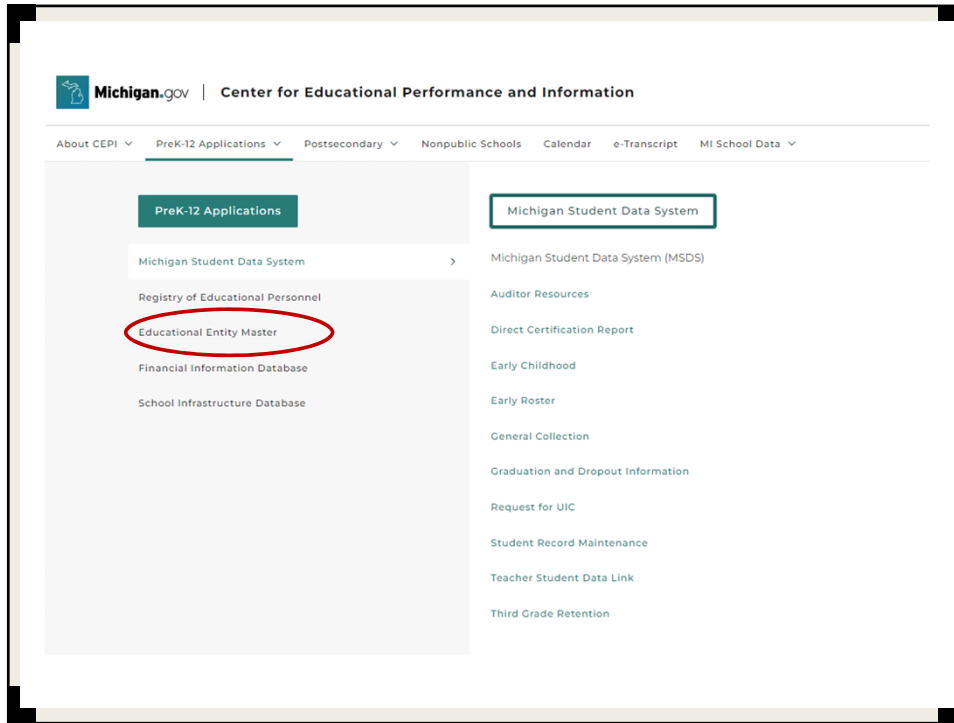 Michigan.gov | Center for Educational Performance and Information
About CEPI PreK-12 Applications Postsecondary Nonpublic Schools Calendar e-Transcript MI School Data
PreK-12 Applications
Michigan Student Data System
Registry of Educational Personnel
Educational Entity Master
Financial Information Database
School Infrastructure Database
Michigan Student Data System
Michigan Student Data System (MSDS)
Auditor Resources
Direct Certification Report
Early Childhood
Early Roster
General Collection
Graduation and Dropout Information
Request for UIC
Student Record Maintenance
Teacher Student Data Link
Third Grade Retention